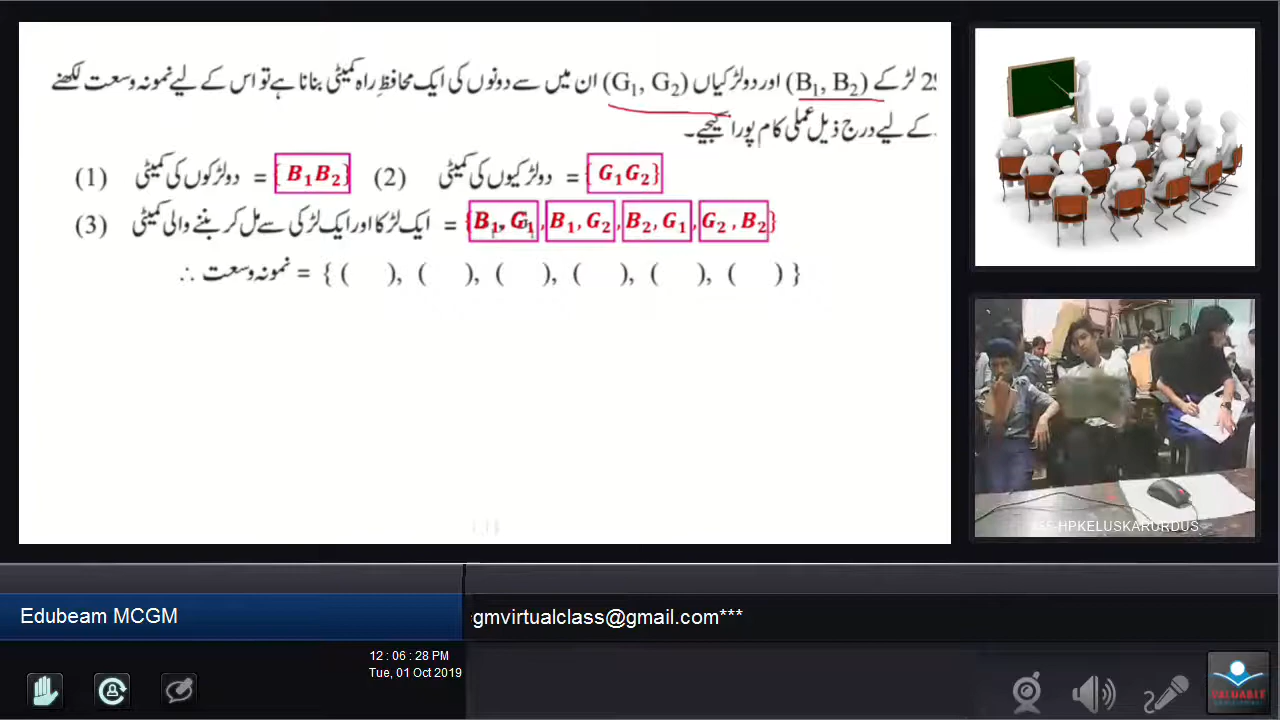 لڑکے (B₁, B₂) اور دو لڑکیاں (G₁, G₂) ان میں سے دونوں کی ایک محافظِ راہ کمیٹی بنانا ہے تو اس کے لیے نمونہ وسعت لکھنے
کے لیے درج ذیل عملی کام پورا کیجیے۔
(1) دو لڑکوں کی کمیٹی = {B₁B₂} (2) دو لڑکیوں کی کمیٹی = {G₁G₂}
(3) ایک لڑکا اور ایک لڑکی سے مل کر بننے والی کمیٹی = {B₁, G₁, B₁, G₂, B₂, G₁, G₂, B₂}
∴ نمونہ وسعت = { ( ), ( ), ( ), ( ), ( ), ( ) }
-HPKELUSKARURDUS
Edubeam MCGM
gmvirtualclass@gmail.com***
12 : 06 : 28 PM
Tue, 01 Oct 2019
VALUABLE